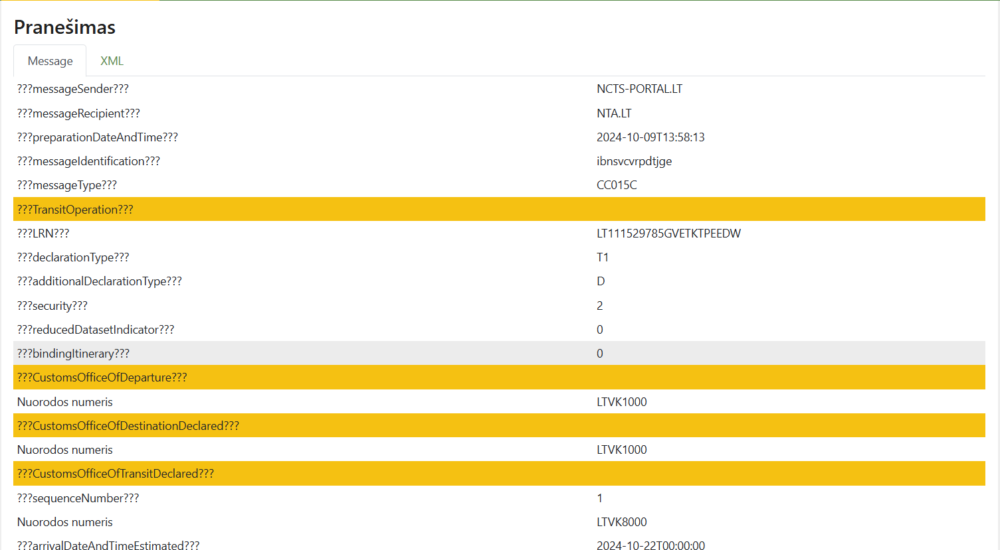 Pranešimas
Message XML
???messageSender??? NCTS-PORTAL.LT
???messageRecipient??? NTA.LT
???preparationDateAndTime??? 2024-10-09T13:58:13
???messageIdentification??? ibnsvcvrpdtjge
???messageType??? CC015C
???TransitOperation???
???LRN??? LT111529785GVETKTPEEDW
???declarationType??? T1
???additionalDeclarationType??? D
???security??? 2
???reducedDatasetIndicator??? 0
???bindingItinerary??? 0
???CustomsOfficeOfDeparture???
Nuorodos numeris LTVK1000
???CustomsOfficeOfDestinationDeclared???
Nuorodos numeris LTVK1000
???CustomsOfficeOfTransitDeclared???
???sequenceNumber??? 1
Nuorodos numeris LTVK8000
???arrivalDateAndTimeEstimated??? 2024-10-22T00:00:00